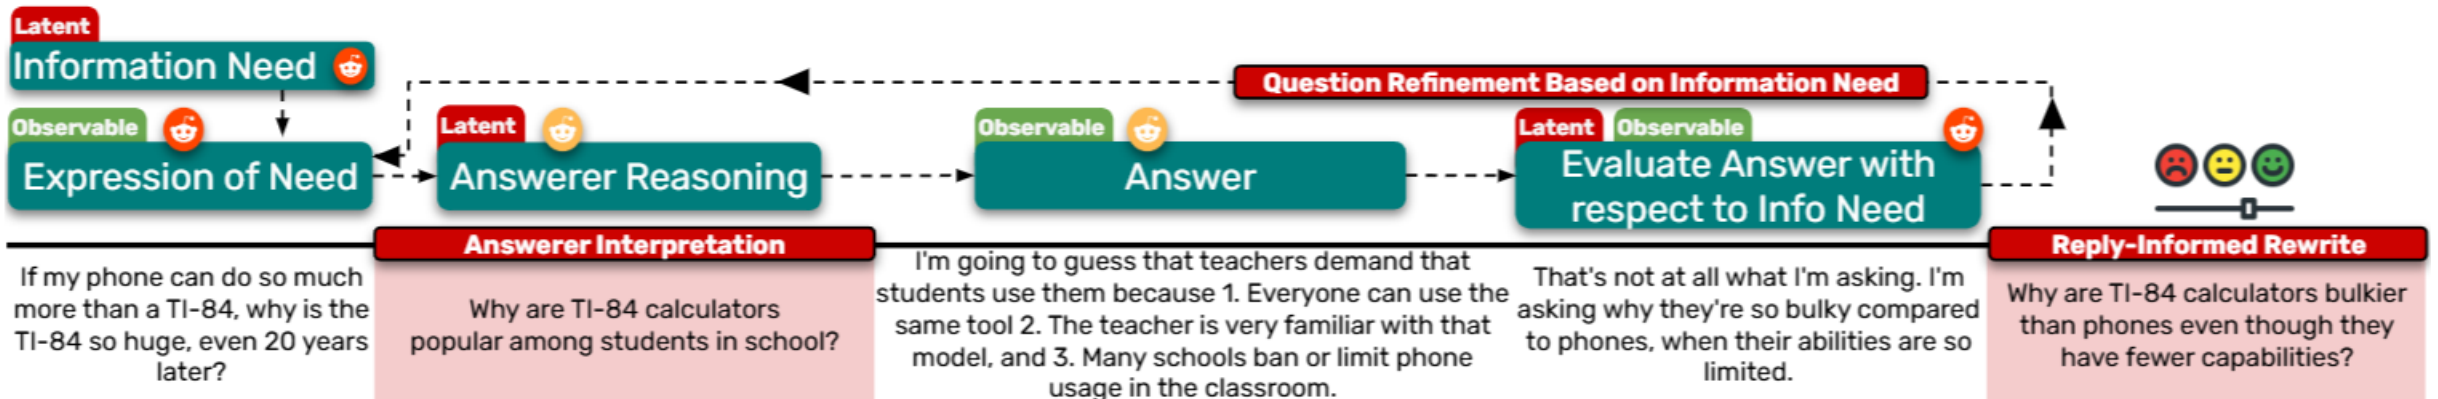 Latent
Information Need
Question Refinement Based on Information Need
Observable
Expression of Need
Latent
Answerer Reasoning
Observable
Answer
Latent
Observable
Evaluate Answer with
respect to Info Need
If my phone can do so much
more than a TI-84, why is the
TI-84 so huge, even 20 years
later?
Answerer Interpretation
Why are TI-84 calculators
popular among students in school?
I'm going to guess that teachers demand that
students use them because 1. Everyone can use the
same tool 2. The teacher is very familiar with that
model, and 3. Many schools ban or limit phone
usage in the classroom.
That's not at all what I'm asking. I'm
asking why they're so bulky compared
to phones, when their abilities are so
limited.
Reply-Informed Rewrite
Why are TI-84 calculators bulkier
than phones even though they
have fewer capabilities?